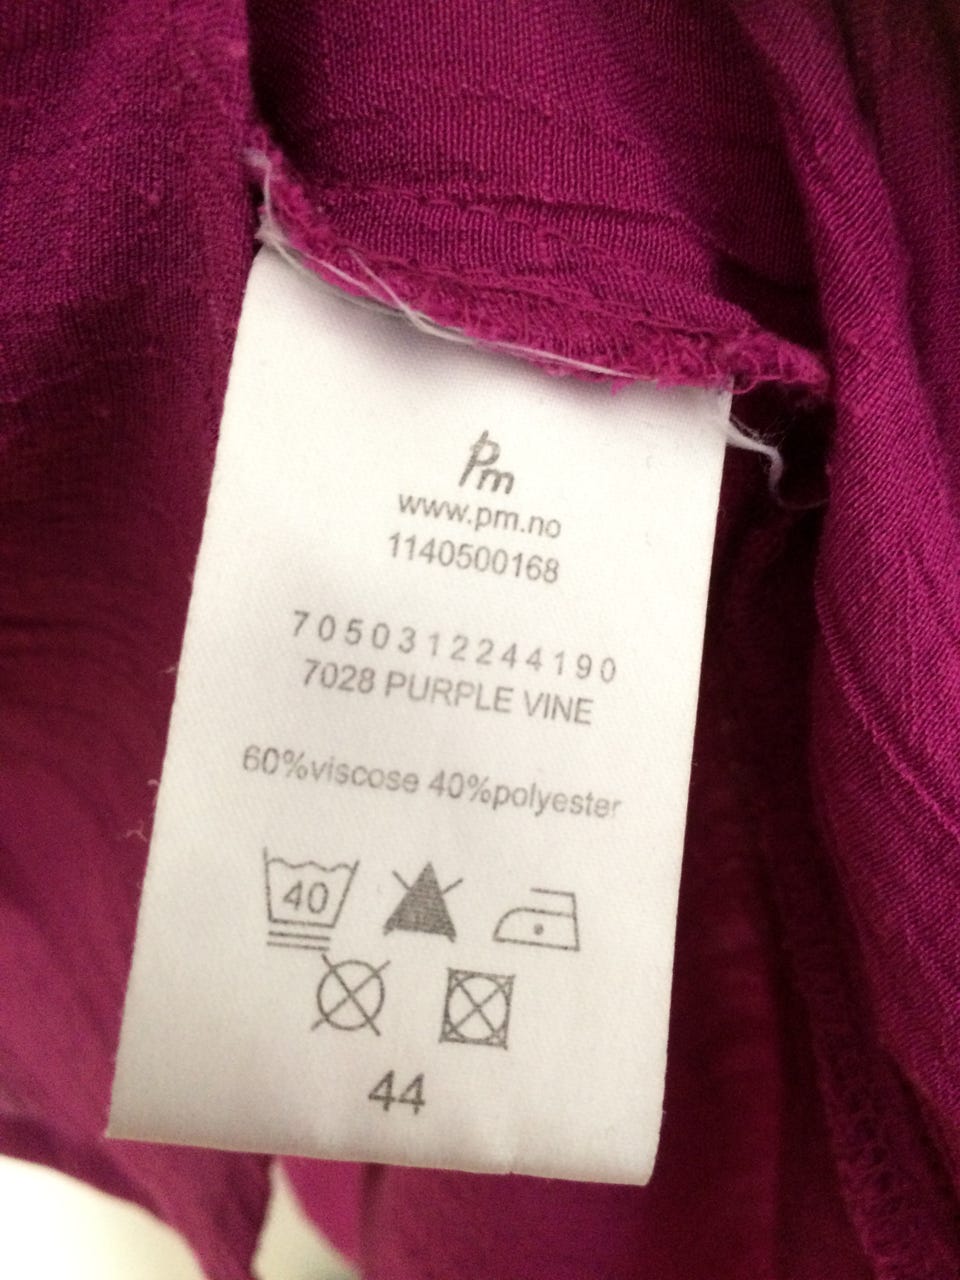 Pm
www.pm.no
1140500168
7050312244190
7028 PURPLE VINE
60%viscose 40%polyester
40
44